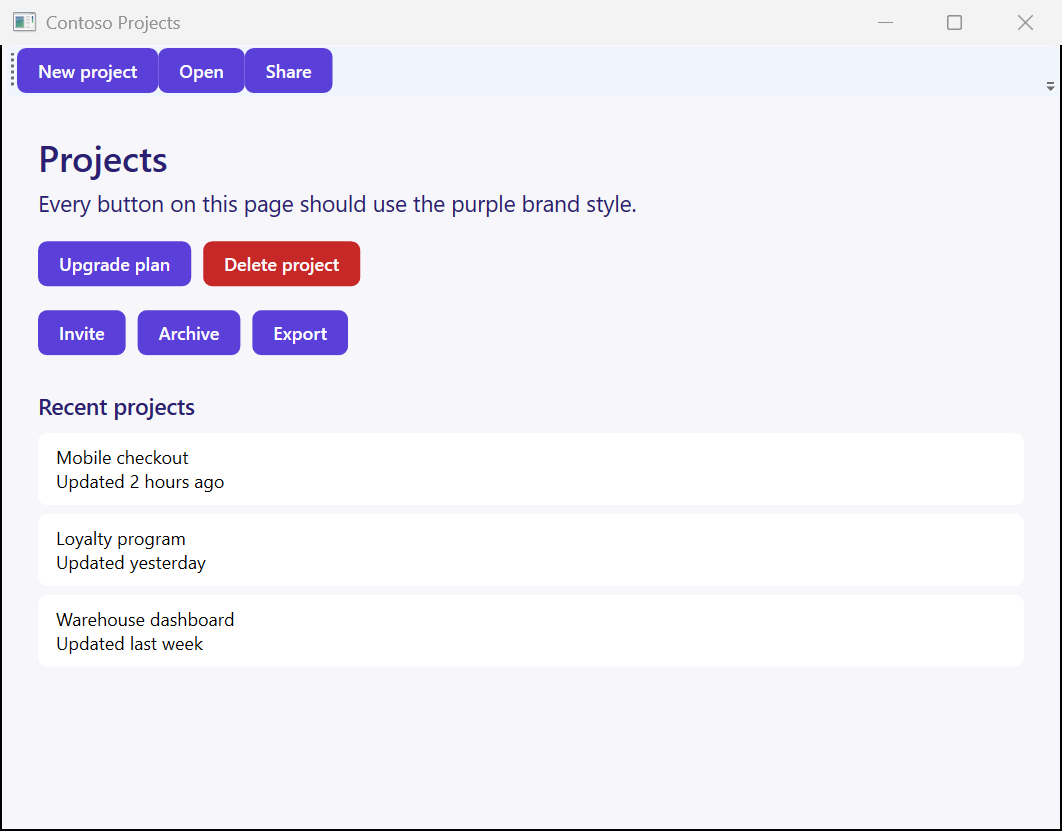 Contoso Projects
New project Open Share
Projects
Every button on this page should use the purple brand style.
Upgrade plan Delete project
Invite Archive Export
Recent projects
Mobile checkout
Updated 2 hours ago
Loyalty program
Updated yesterday
Warehouse dashboard
Updated last week